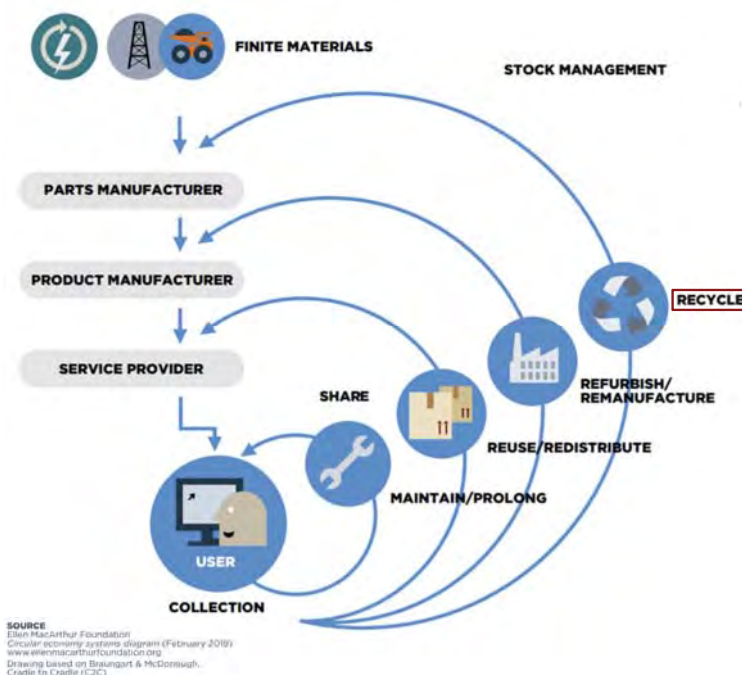 FINITE MATERIALS
STOCK MANAGEMENT
PARTS MANUFACTURER
PRODUCT MANUFACTURER
RECYCLE
SERVICE PROVIDER
REFURBISH/
REMANUFACTURE
SHARE
REUSE/REDISTRIBUTE
MAINTAIN/PROLONG
USER
COLLECTION
SOURCE
Ellen MacArthur Foundation
Circular economy systems diagram (February 2019)
www.ellenmacarthurfoundation.org
Drawing based on Braungart & McDonough,
Cradle to Cradle (C2C)